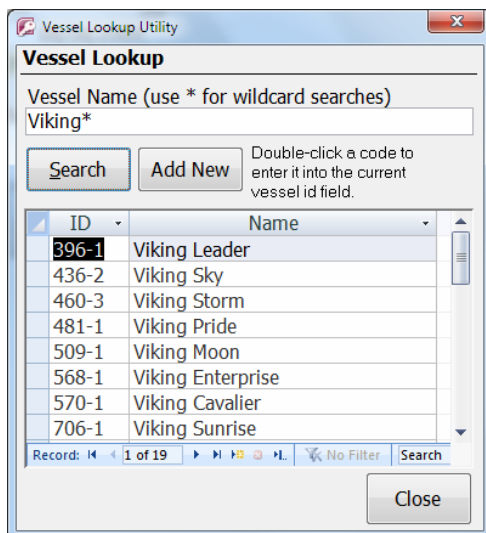 Vessel Lookup Utility
Vessel Lookup
Vessel Name (use * for wildcard searches)
Viking*
Search Add New Double-click a code to
enter it into the current
vessel id field.
ID Name
396-1 Viking Leader
436-2 Viking Sky
460-3 Viking Storm
481-1 Viking Pride
509-1 Viking Moon
568-1 Viking Enterprise
570-1 Viking Cavalier
706-1 Viking Sunrise
Record: 1 of 19 No Filter Search
Close